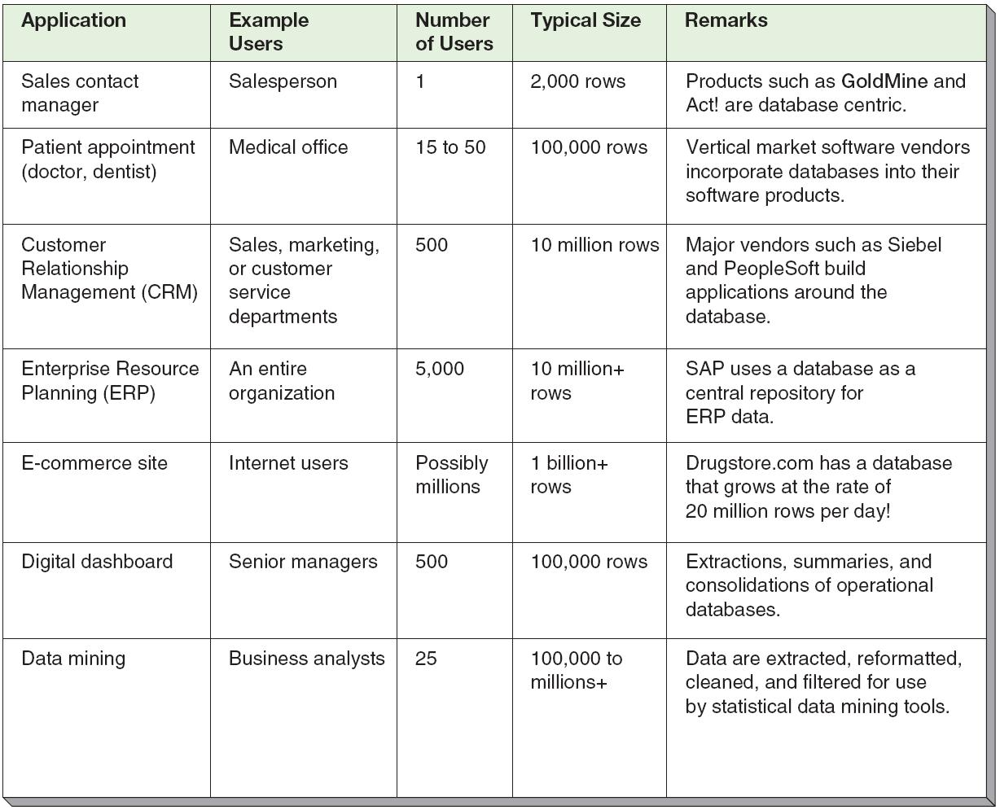 Application
Example
Users
Number
of Users
Typical Size
Remarks
Sales contact
manager
Salesperson
1
2,000 rows
Products such as GoldMine and
Act! are database centric.
Patient appointment
(doctor, dentist)
Medical office
15 to 50
100,000 rows
Vertical market software vendors
incorporate databases into their
software products.
Customer
Relationship
Management (CRM)
Sales, marketing,
or customer
service
departments
500
10 million rows
Major vendors such as Siebel
and PeopleSoft build
applications around the
database.
Enterprise Resource
Planning (ERP)
An entire
organization
5,000
10 million+
rows
SAP uses a database as a
central repository for
ERP data.
E-commerce site
Internet users
Possibly
millions
1 billion+
rows
Drugstore.com has a database
that grows at the rate of
20 million rows per day!
Digital dashboard
Senior managers
500
100,000 rows
Extractions, summaries, and
consolidations of operational
databases.
Data mining
Business analysts
25
100,000 to
millions+
Data are extracted, reformatted,
cleaned, and filtered for use
by statistical data mining tools.